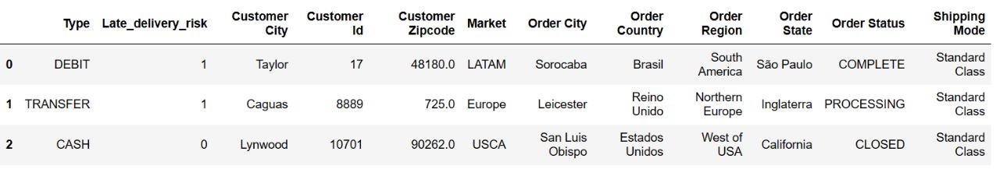 Type Late_delivery_risk Customer City Customer Id Customer Zipcode Market Order City Order Country Order Region Order State Order Status Shipping Mode
0 DEBIT 1 Taylor 17 48180.0 LATAM Sorocaba Brasil South America São Paulo COMPLETE Standard Class
1 TRANSFER 1 Caguas 8889 725.0 Europe Leicester Reino Unido Northern Europe Inglaterra PROCESSING Standard Class
2 CASH 0 Lynwood 10701 90262.0 USCA San Luis Obispo Estados Unidos West of USA California CLOSED Standard Class